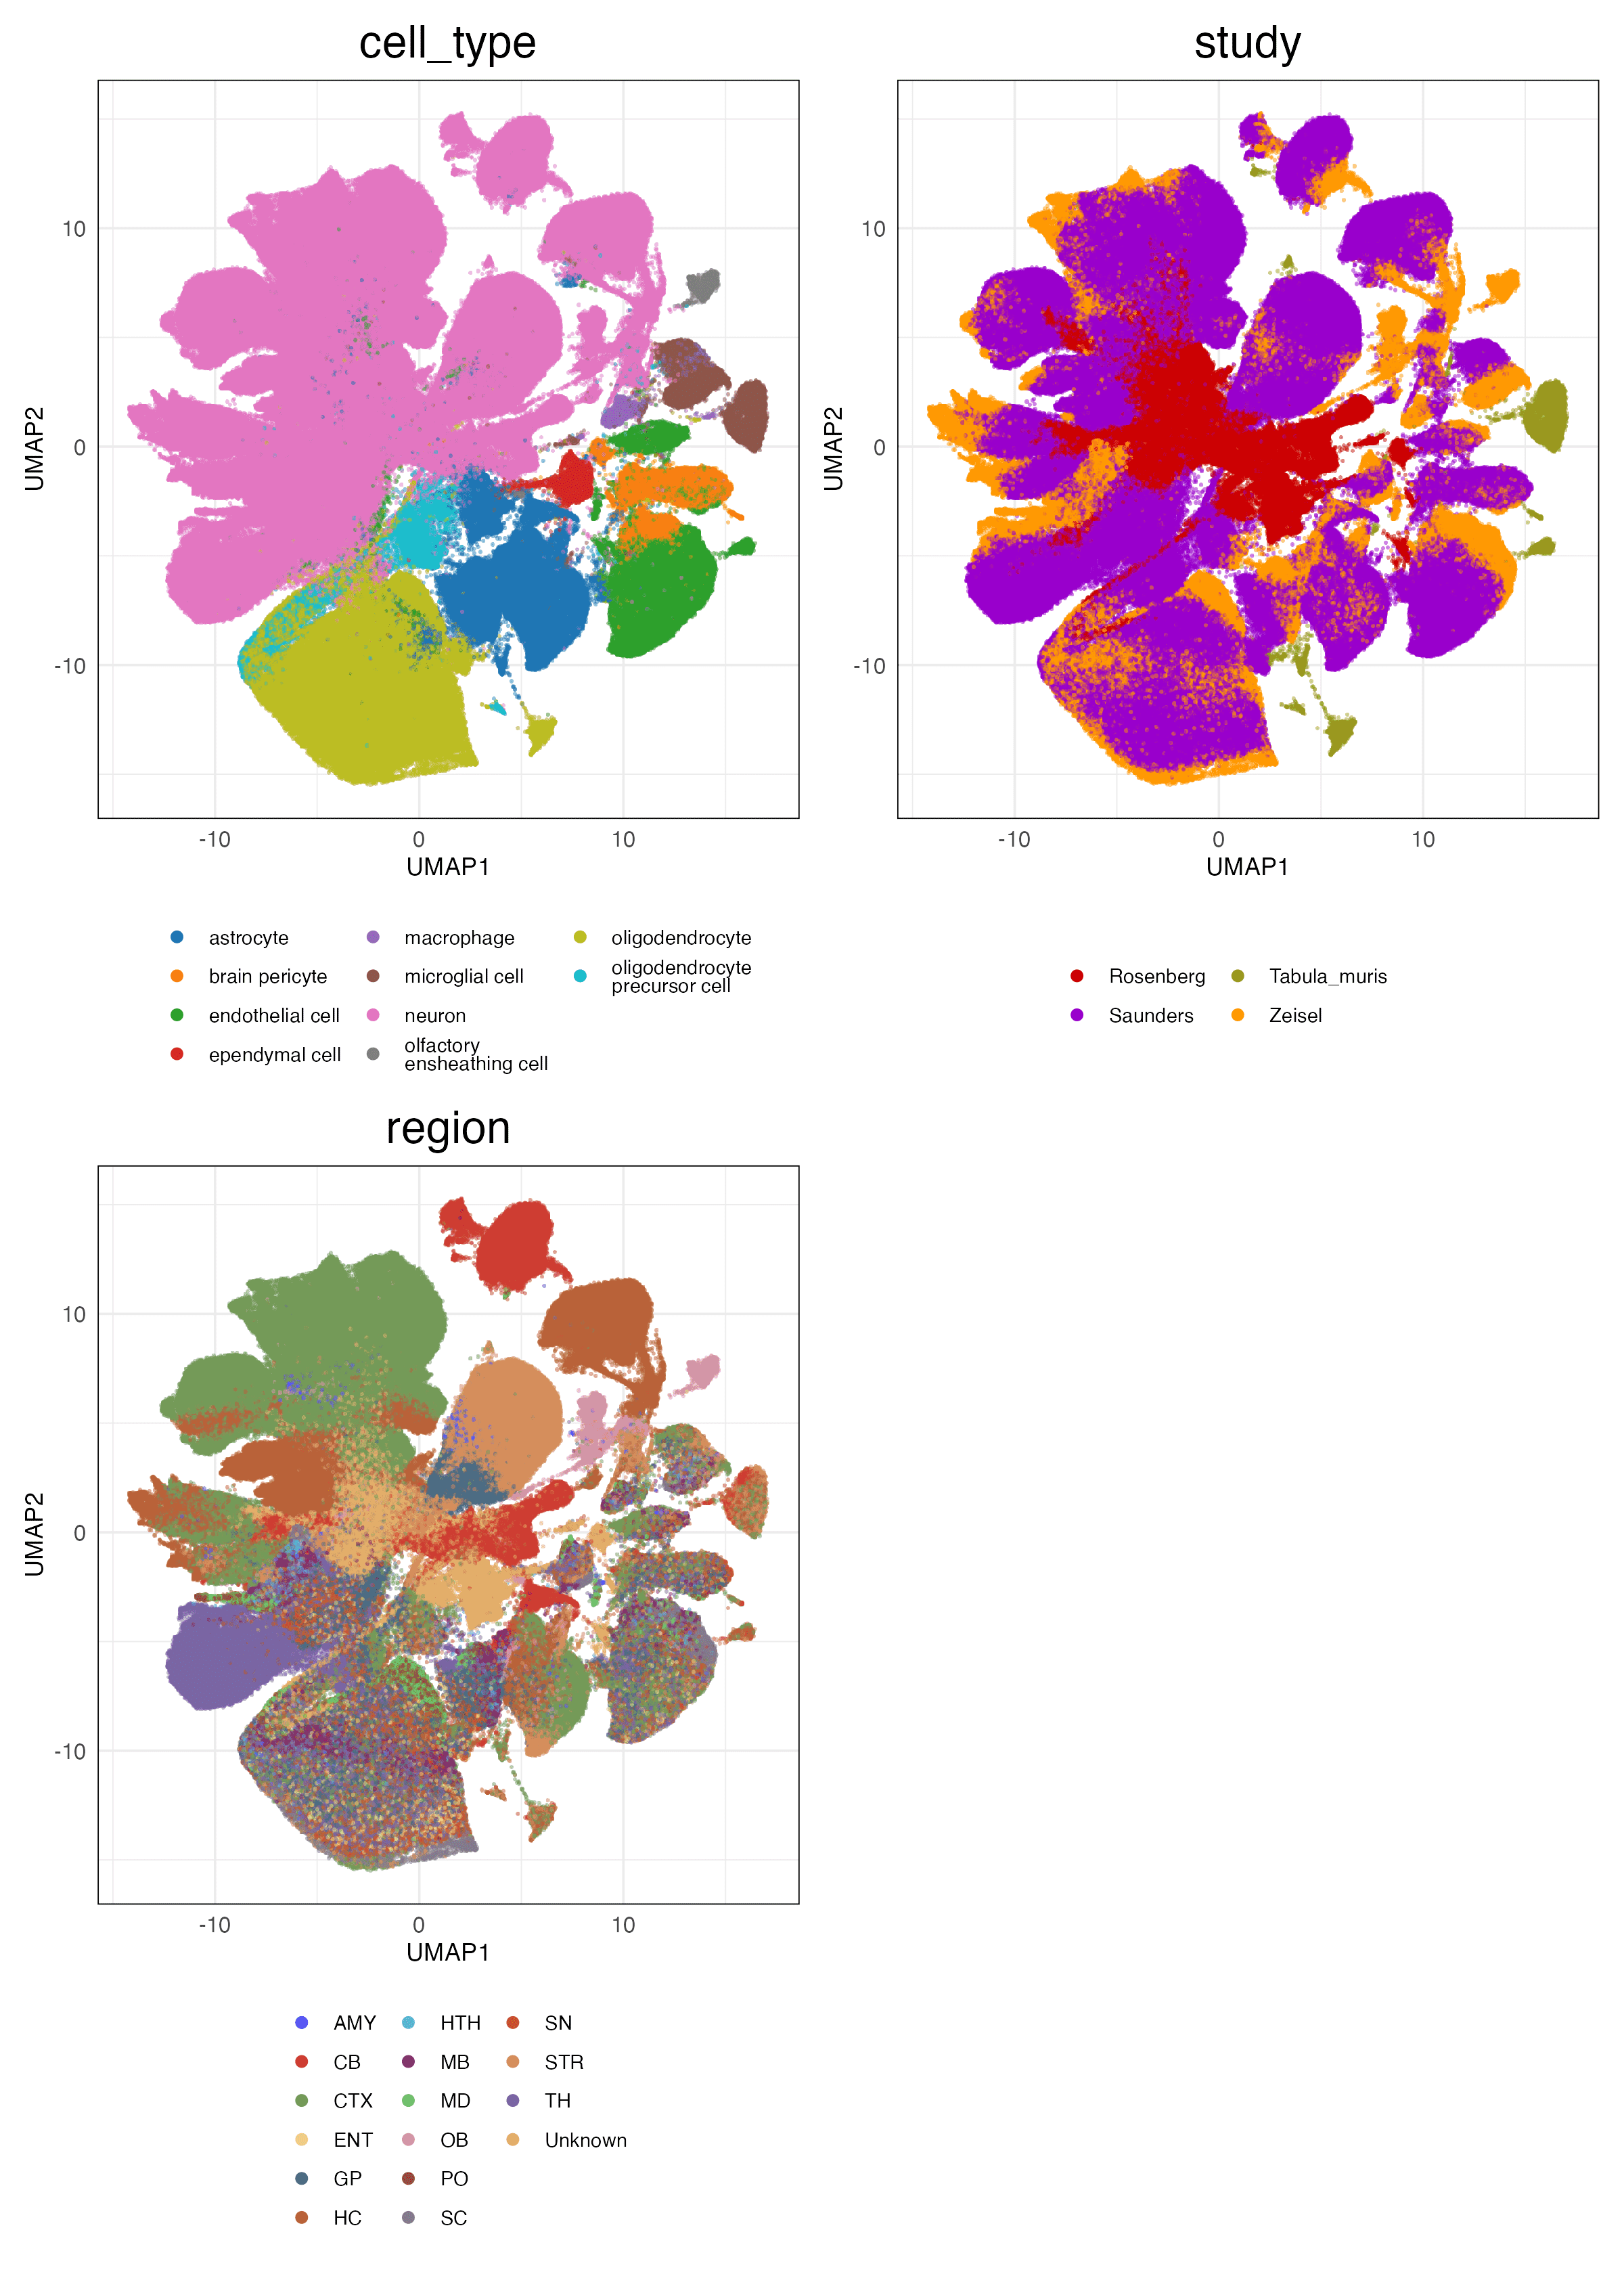 cell_type
study
10
0
-10
UMAP2
-10
0
10
UMAP1
10
0
-10
UMAP2
-10
0
10
UMAP1
astrocyte
brain pericyte
endothelial cell
ependymal cell
macrophage
microglial cell
neuron
olfactory
ensheathing cell
oligodendrocyte
oligodendrocyte
precursor cell
Rosenberg
Saunders
Tabula_muris
Zeisel
region
10
0
-10
UMAP2
-10
0
10
UMAP1
AMY
CB
CTX
ENT
GP
HC
HTH
MB
MD
OB
PO
SC
SN
STR
TH
Unknown